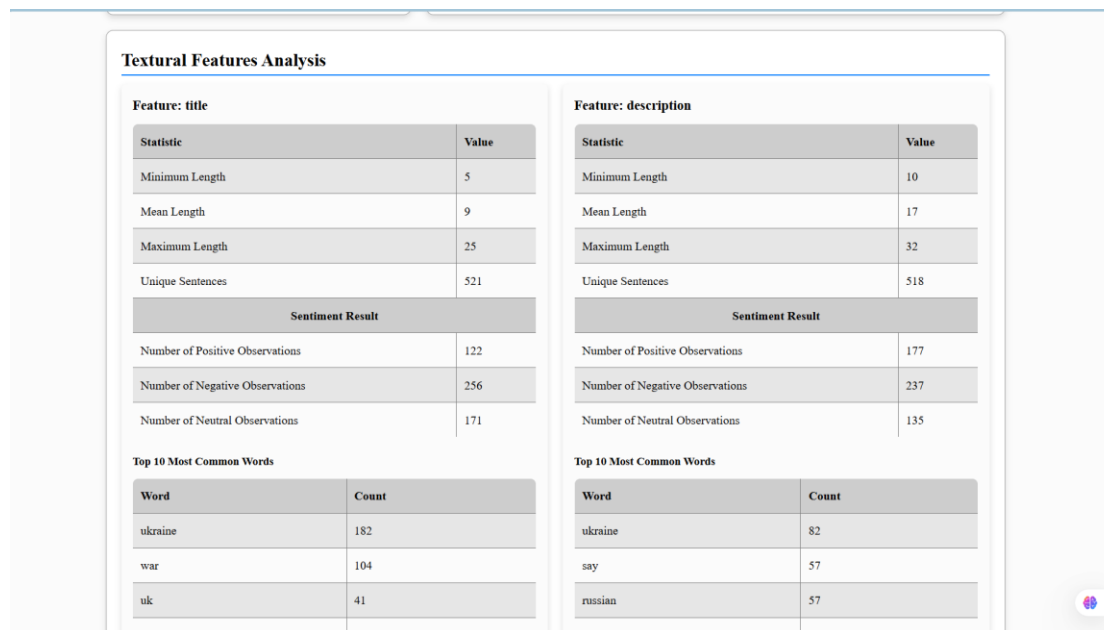 Textural Features Analysis
Feature: title
Statistic Value
Minimum Length 5
Mean Length 9
Maximum Length 25
Unique Sentences 521
Sentiment Result
Number of Positive Observations 122
Number of Negative Observations 256
Number of Neutral Observations 171
Top 10 Most Common Words
Word Count
ukraine 182
war 104
uk 41
Feature: description
Statistic Value
Minimum Length 10
Mean Length 17
Maximum Length 32
Unique Sentences 518
Sentiment Result
Number of Positive Observations 177
Number of Negative Observations 237
Number of Neutral Observations 135
Top 10 Most Common Words
Word Count
ukraine 82
say 57
russian 57